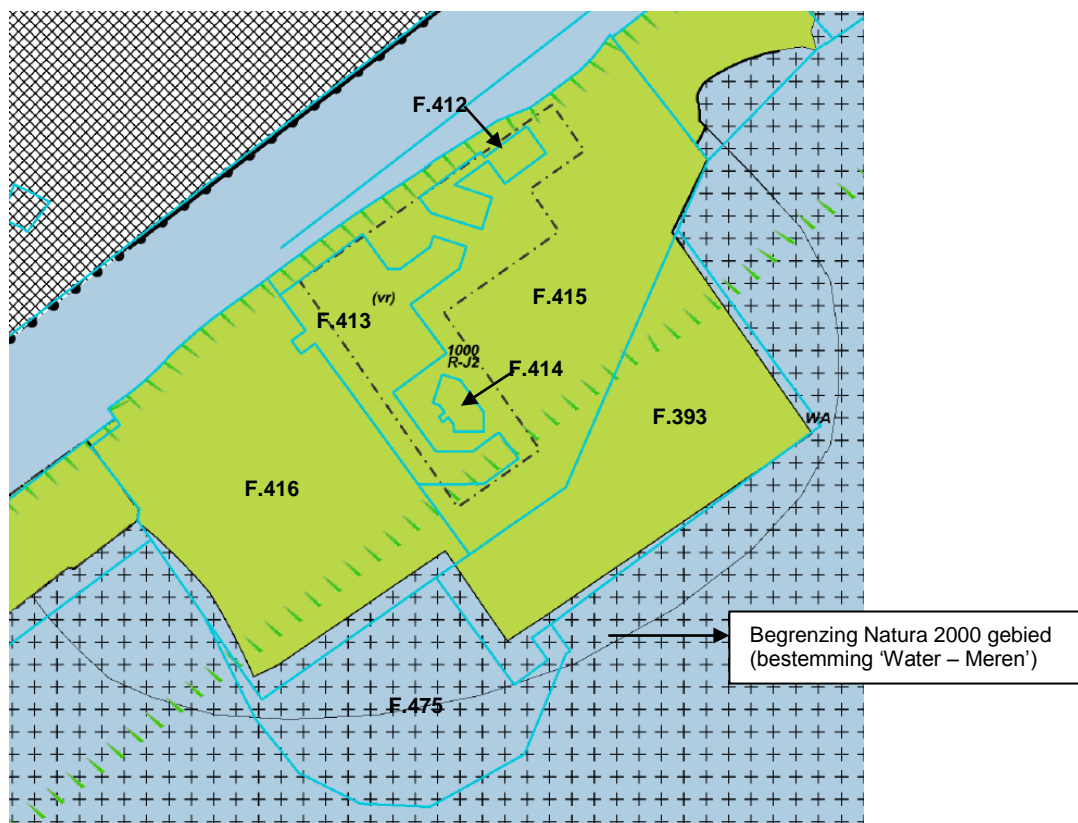 F.412
(vr)
F.413
F.415
1000
R-J2
F.414
F.393
WA
F.416
Begrenzing Natura 2000 gebied
(bestemming ‘Water – Meren’)
F.475